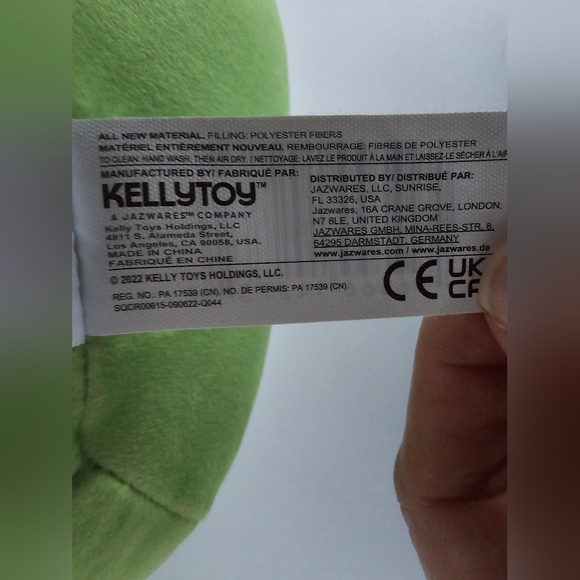 ALL NEW MATERIAL. FILLING: POLYESTER FIBERS
MATÉRIEL ENTIÈREMENT NOUVEAU. REMBOURRAGE: FIBRES DE POLYESTER
TO CLEAN: HAND WASH, THEN AIR DRY. / NETTOYAGE: LAVEZ LE PRODUIT À LA MAIN ET LAISSEZ-LE SÉCHER À L'AIR
MANUFACTURED BY/ FABRIQUÉ PAR:
KELLYTOY™
A JAZWARES™ COMPANY
Kelly Toys Holdings, LLC
4811 S. Alameda Street,
Los Angeles, CA 90058, USA.
MADE IN CHINA
FABRIQUÉ EN CHINE
© 2022 KELLY TOYS HOLDINGS, LLC.
REG. NO.: PA 17539 (CN). NO. DE PERMIS: PA 17539 (CN).
SQCR00615-090622-Q044
DISTRIBUTED BY/ DISTRIBUÉ PAR:
JAZWARES, LLC, SUNRISE,
FL 33326, USA
Jazwares, 16A CRANE GROVE, LONDON,
N7 8LE, UNITED KINGDOM
JAZWARES GMBH, MINA-REES-STR. 8,
64295 DARMSTADT, GERMANY
www.jazwares.com / www.jazwares.de
CE UK
CA